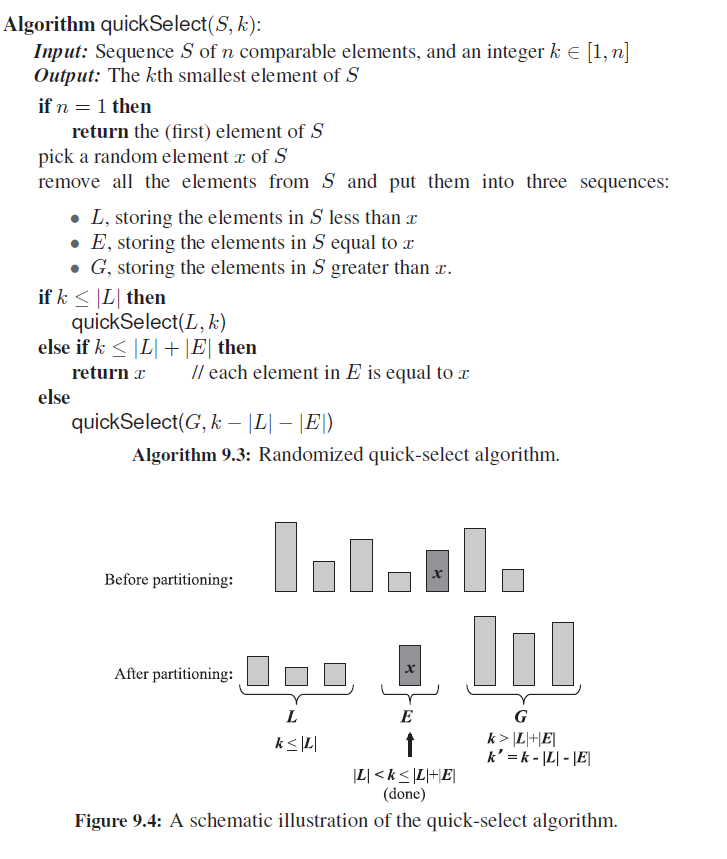 Algorithm quickSelect(S, k):
Input: Sequence S of n comparable elements, and an integer k ∈ [1, n]
Output: The kth smallest element of S
if n = 1 then
return the (first) element of S
pick a random element x of S
remove all the elements from S and put them into three sequences:
• L, storing the elements in S less than x
• E, storing the elements in S equal to x
• G, storing the elements in S greater than x.
if k ≤ |L| then
quickSelect(L, k)
else if k ≤ |L| + |E| then
return x // each element in E is equal to x
else
quickSelect(G, k − |L| − |E|)
Algorithm 9.3: Randomized quick-select algorithm.
Before partitioning:
x
After partitioning:
x
L E G
k ≤ |L|
k > |L|+|E|
k' = k - |L| - |E|
|L| < k ≤ |L|+|E|
(done)
Figure 9.4: A schematic illustration of the quick-select algorithm.